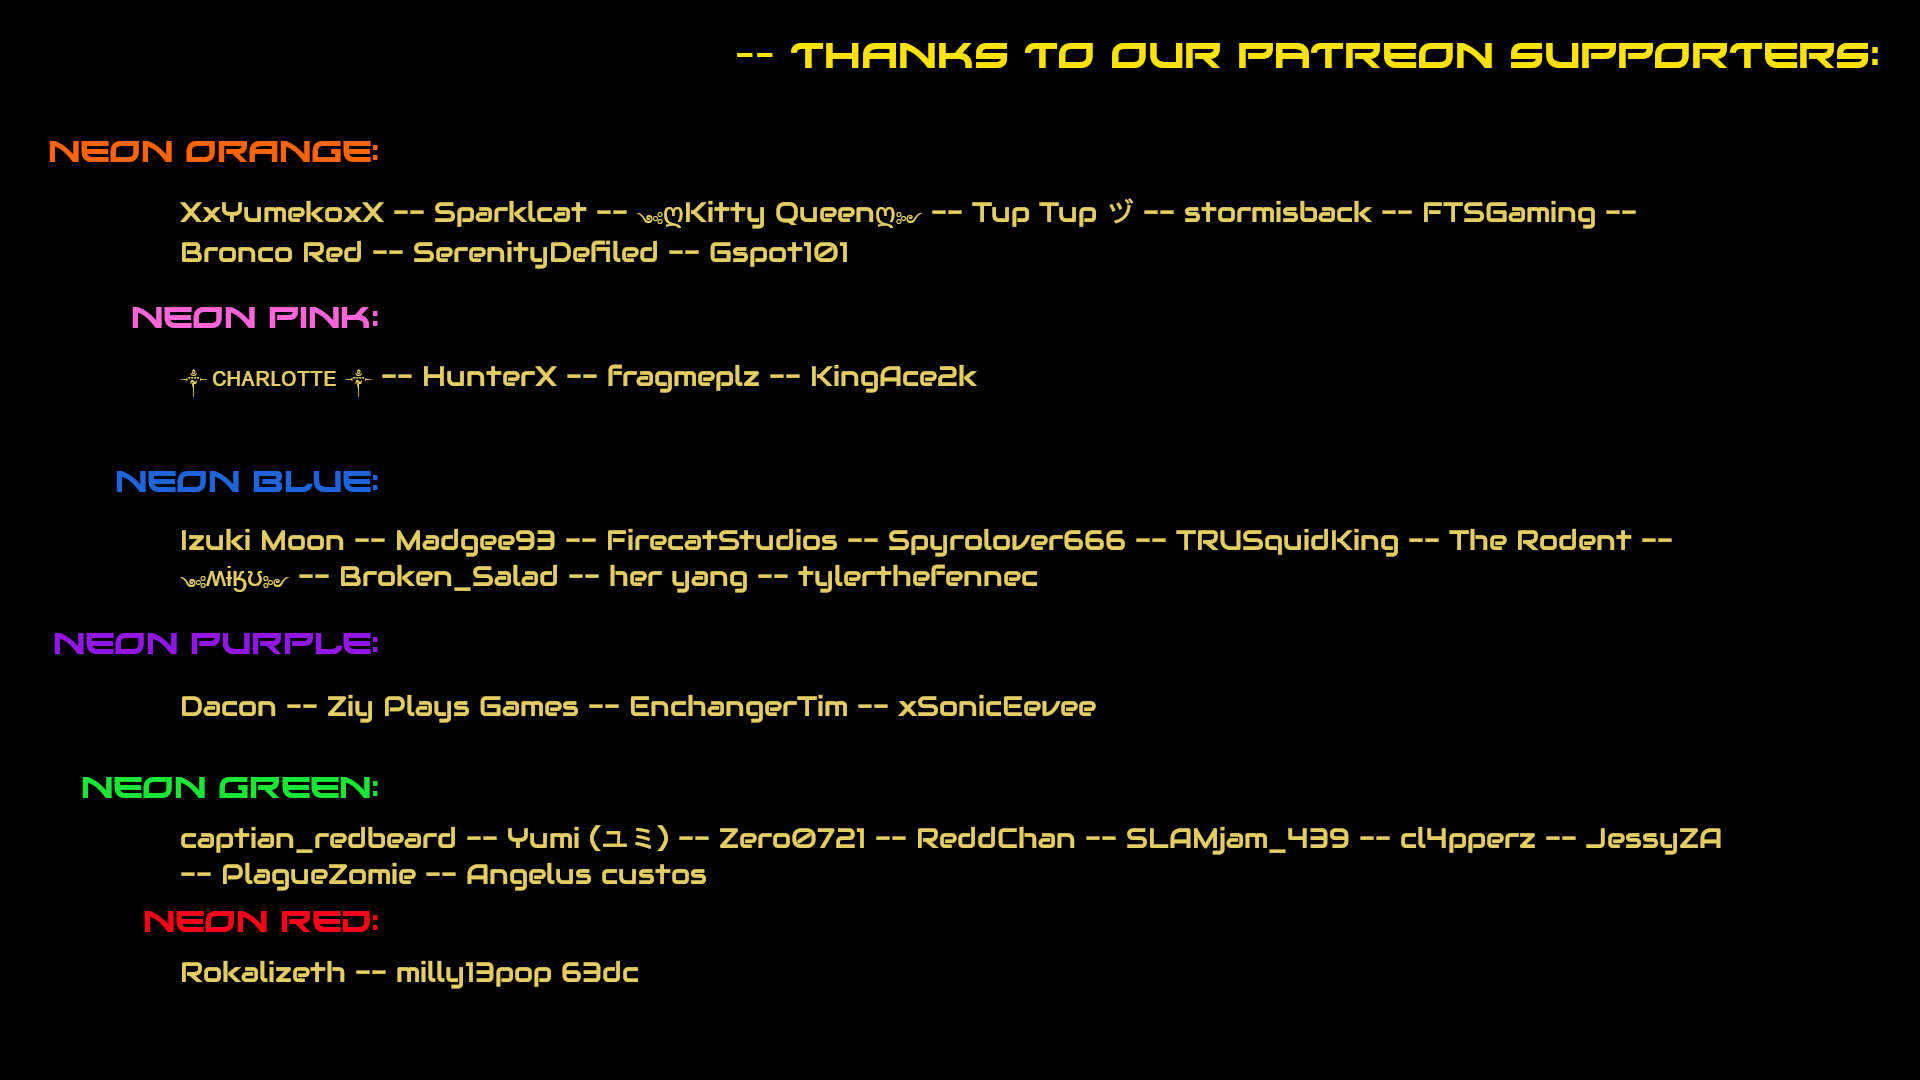 -- THANKS TO OUR PATREON SUPPORTERS:
NEON ORANGE:
XxYumekoxX -- Sparklcat -- ༺ღKitty Queenღ༻ -- Tup Tup ヅ -- stormisback -- FTSGaming --
Bronco Red -- SerenityDefiled -- Gspot101
NEON PINK:
༒ CHARLOTTE ༒ -- HunterX -- fragmeplz -- KingAce2k
NEON BLUE:
Izuki Moon -- Madgee93 -- FirecatStudios -- Spyrolover666 -- TRUSquidKing -- The Rodent --
༺ʍɨӄʊ༻ -- Broken_Salad -- her yang -- tylerthefennec
NEON PURPLE:
Dacon -- Ziy Plays Games -- EnchangerTim -- xSonicEevee
NEON GREEN:
captian_redbeard -- Yumi (ユミ) -- Zero0721 -- ReddChan -- SLAMjam_439 -- cl4pperz -- JessyZA
-- PlagueZomie -- Angelus custos
NEON RED:
Rokalizeth -- milly13pop 63dc